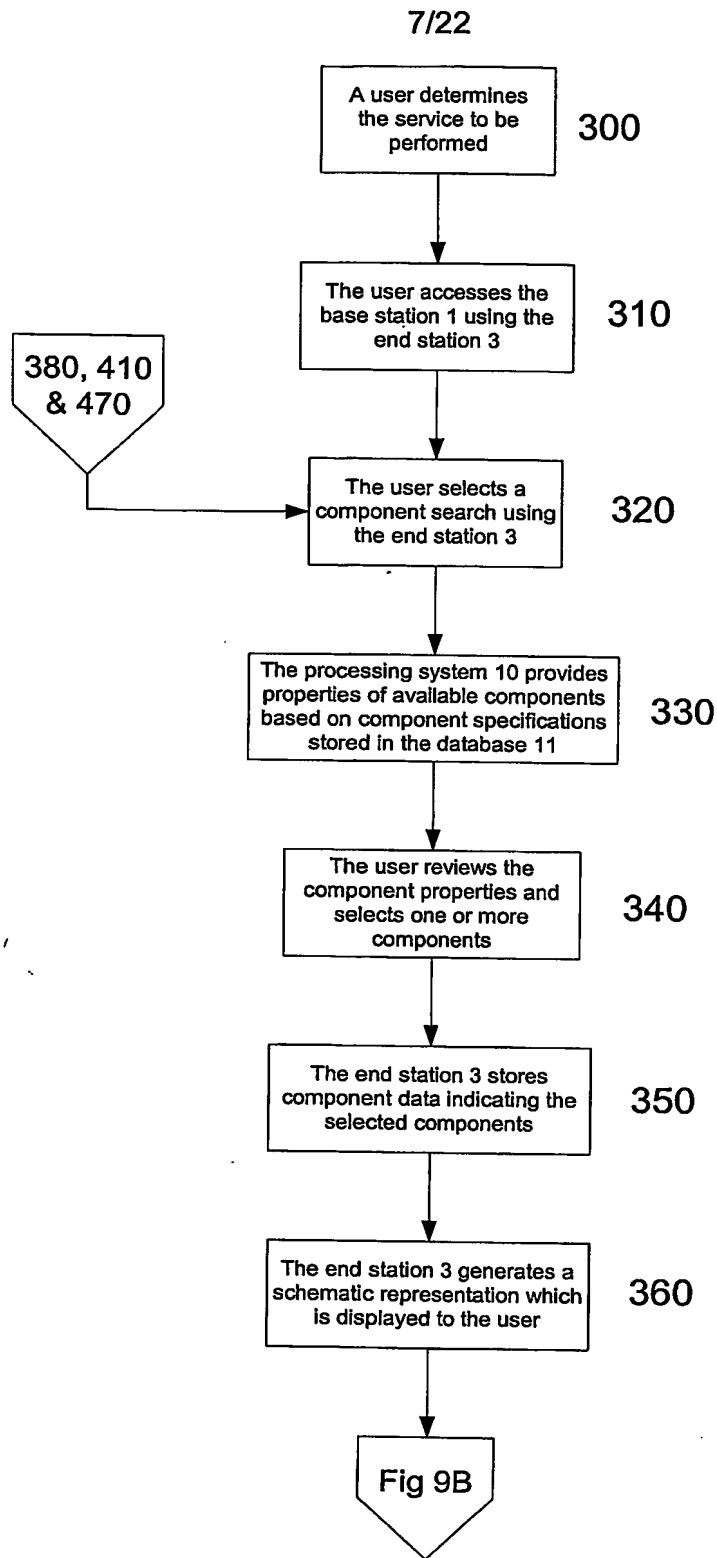 7/22
A user determines
the service to be
performed
300
The user accesses the
base station 1 using the
end station 3
310
380, 410
& 470
The user selects a
component search using
the end station 3
320
The processing system 10 provides
properties of available components
based on component specifications
stored in the database 11
330
The user reviews the
component properties and
selects one or more
components
340
The end station 3 stores
component data indicating the
selected components
350
The end station 3 generates a
schematic representation which
is displayed to the user
360
Fig 9B